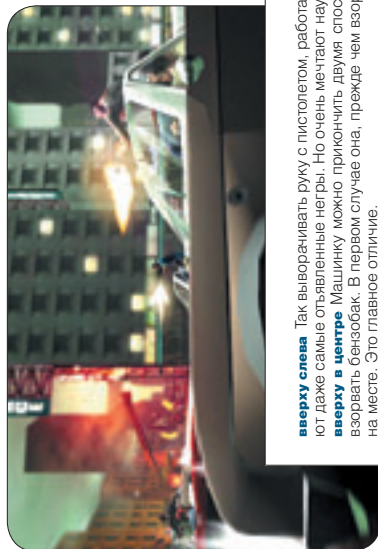 вверху слева Так выворачивать руку с пистолетом, работа
ют даже самые отъявленные негры. Но очень мечтают нау
вверху в центре Машинку можно прикончить двумя спос
взорвать бензобак. В первом случае она, прежде чем взор
на месте. Это главное отличие.